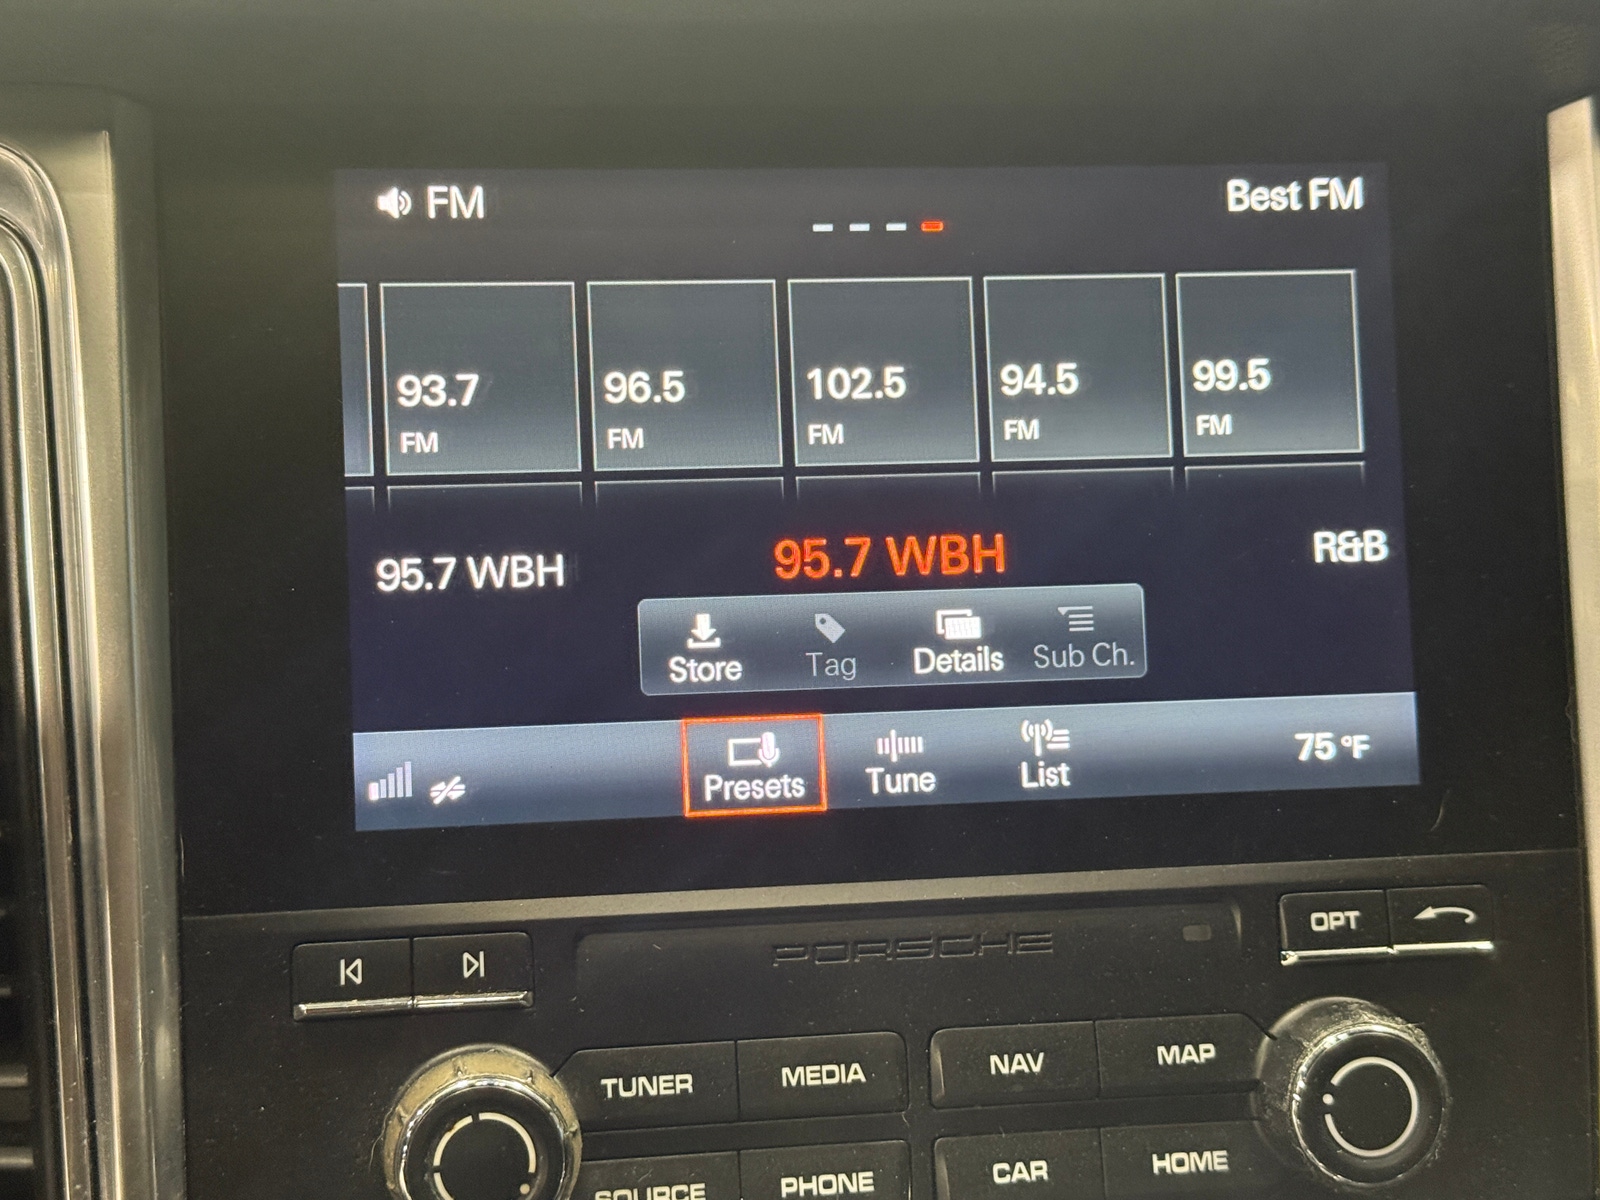 FM
Best FM
93.7
FM
96.5
FM
102.5
FM
94.5
FM
99.5
FM
95.7 WBH
95.7 WBH
R&B
Store
Tag
Details
Sub Ch.
Presets
Tune
List
75 °F
PORSCHE
OPT
TUNER
MEDIA
NAV
MAP
SOURCE
PHONE
CAR
HOME